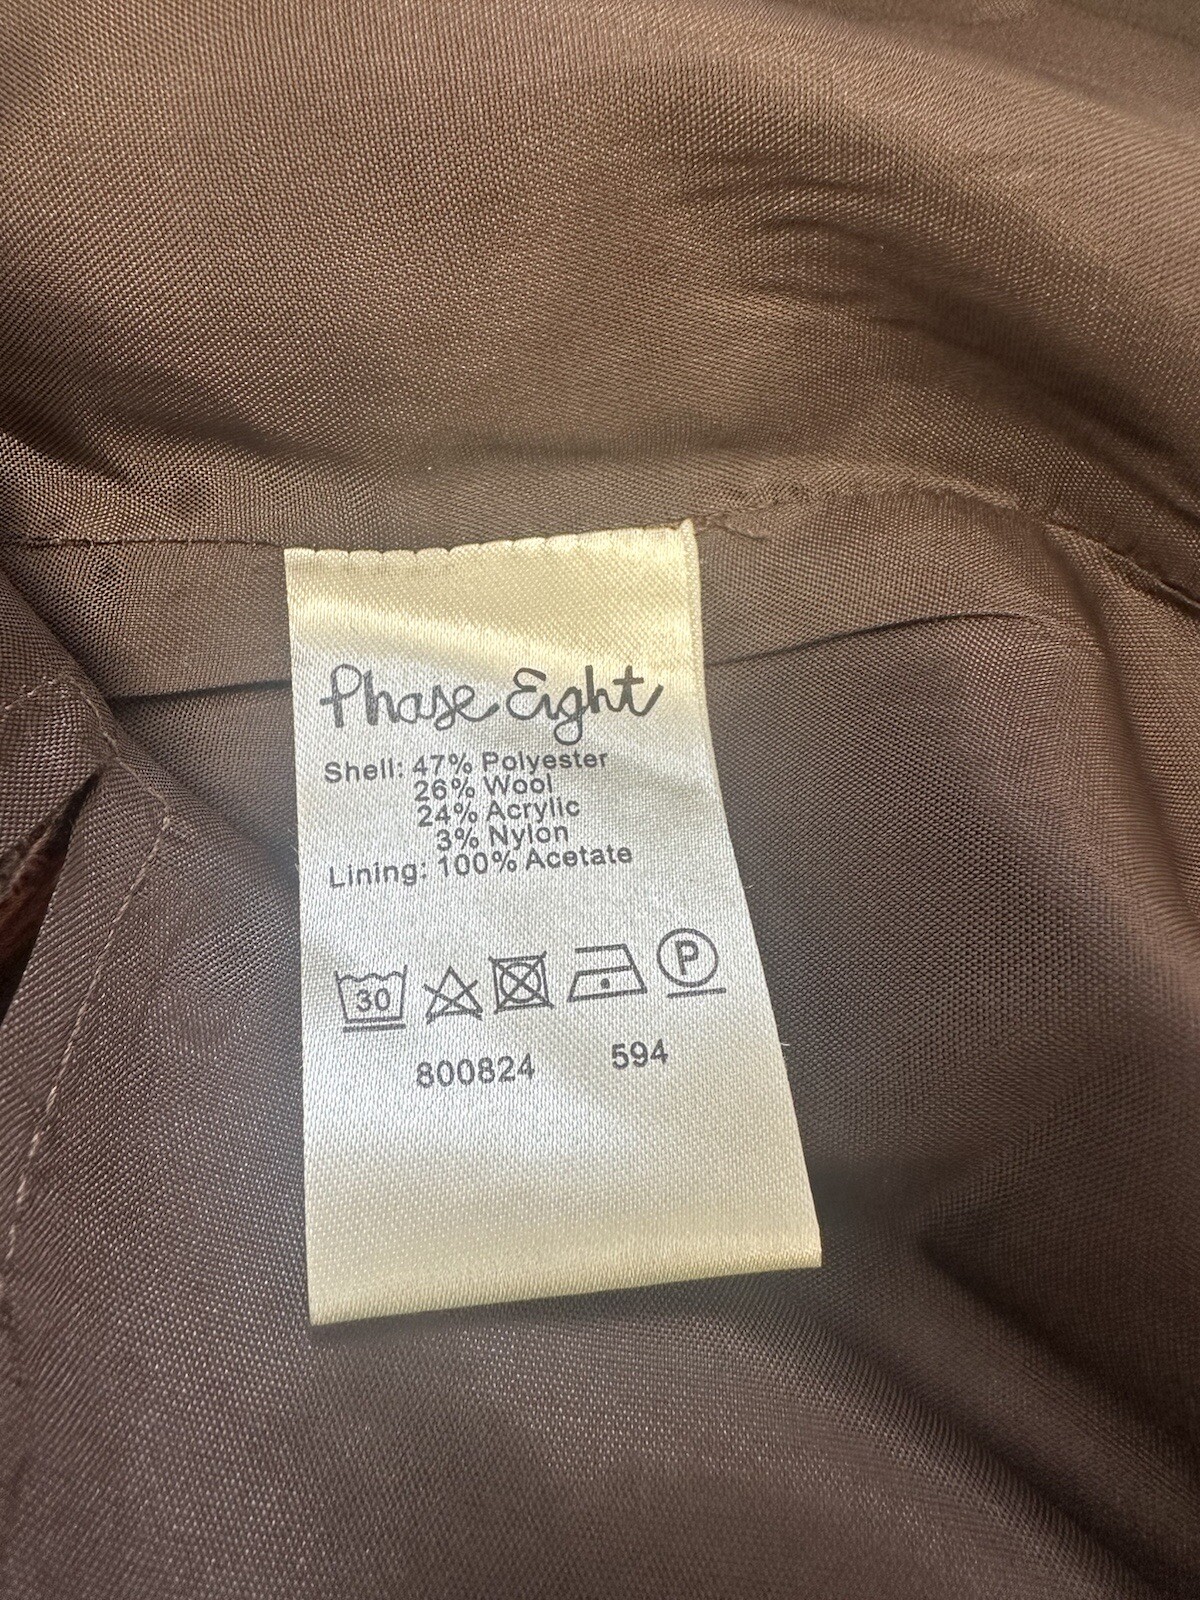 Phase Eight
Shell: 47% Polyester
26% Wool
24% Acrylic
3% Nylon
Lining: 100% Acetate
30 P
800824 594